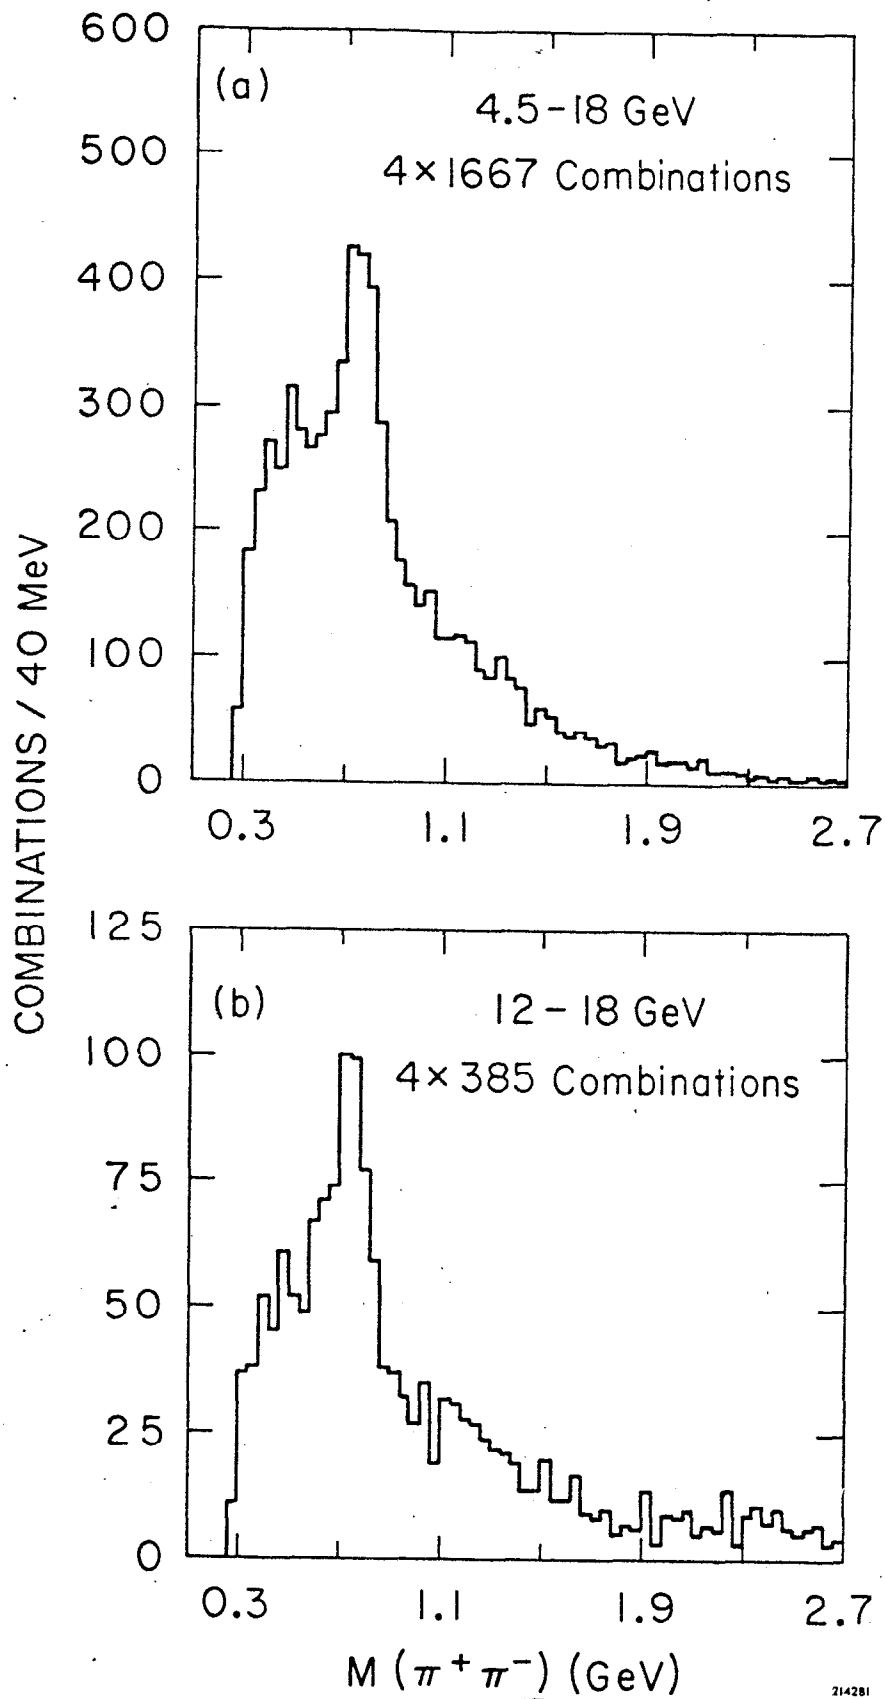 COMBINATIONS / 40 MeV
600
(a)
4.5-18 GeV
500
4×1667 Combinations
400
300
200
100
0
0.3 1.1 1.9 2.7
125
(b)
12-18 GeV
100
4×385 Combinations
75
50
25
0
0.3 1.1 1.9 2.7
M (π⁺ π⁻) (GeV)
214281